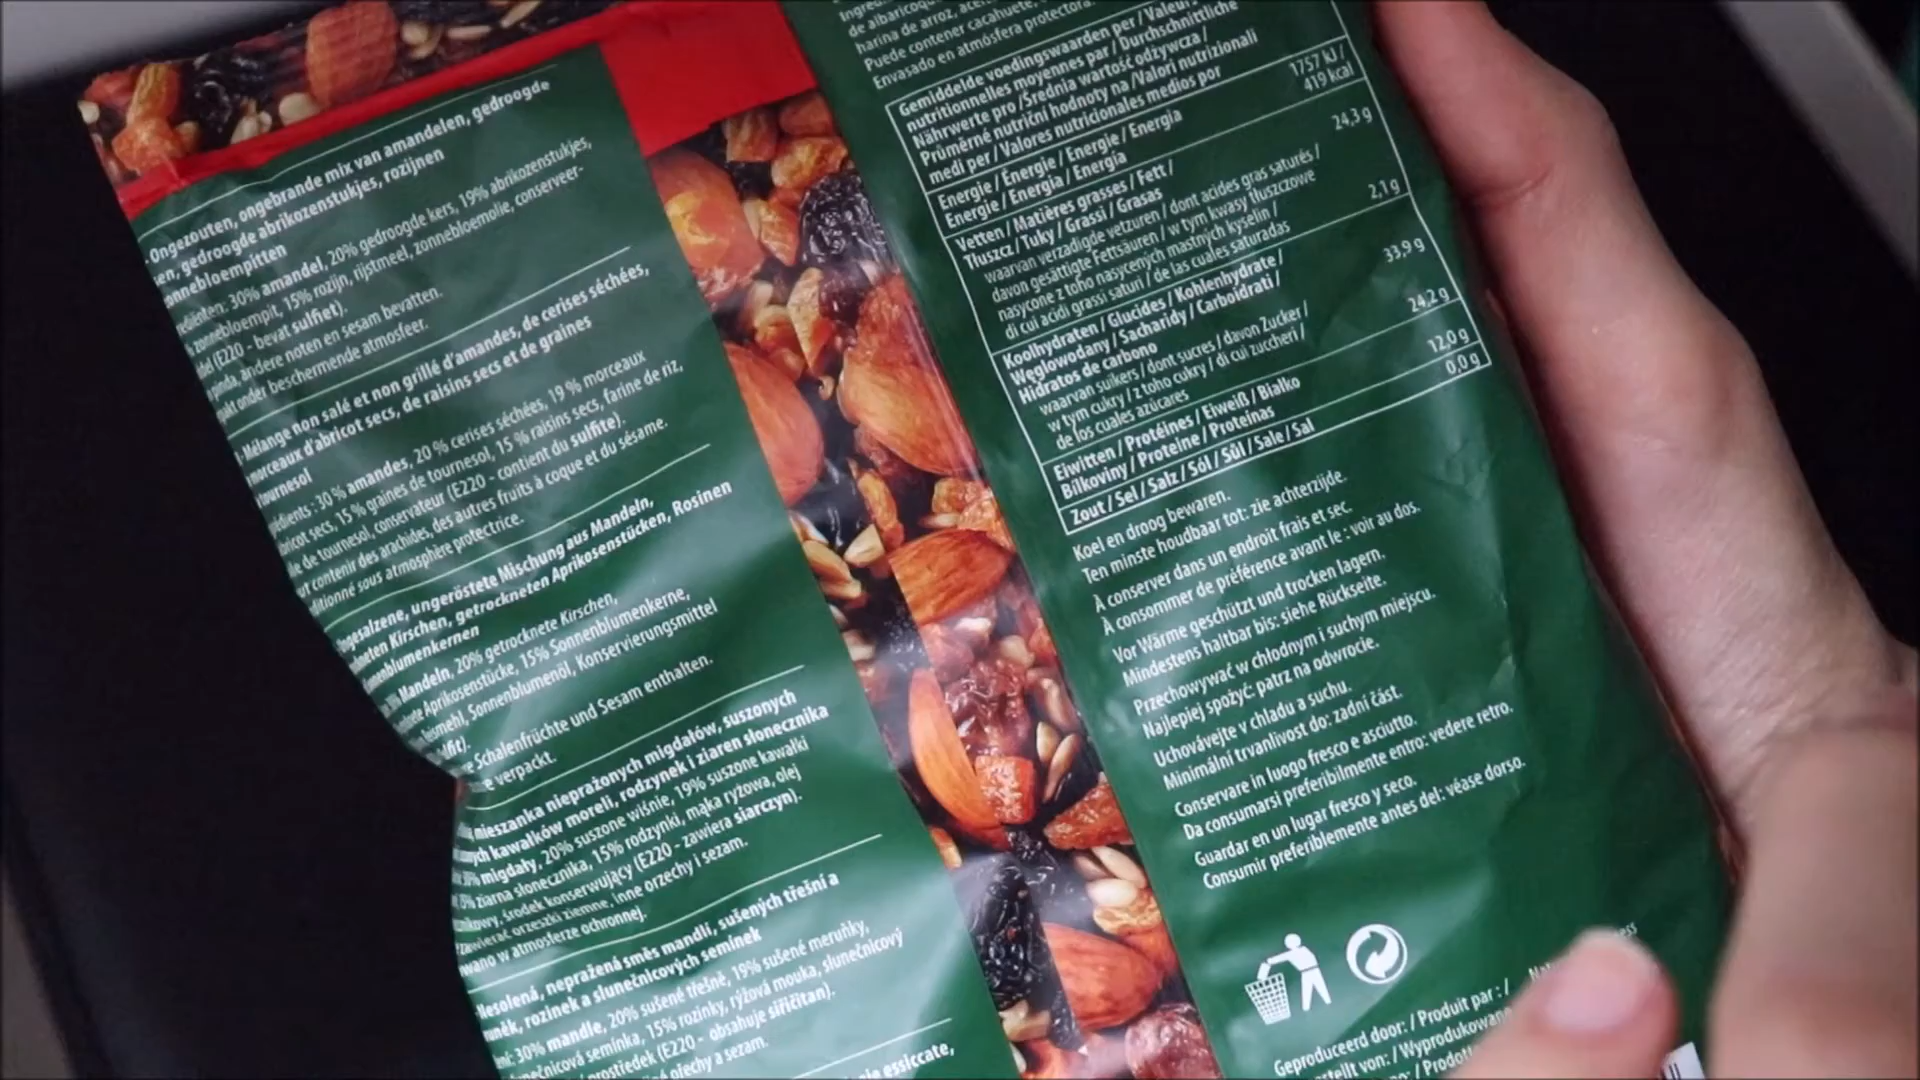 - Ongezouten, ongebrande mix van amandelen, gedroogde
gedroogde abrikozenstukjes, rozijnen
30% amandel, 20% gedroogde kers, 19% abrikozenstukjes,
zonnebloempit, 15% rozijn, rijstmeel, zonnebloemolie, conserveer-
(E220 - bevat sulfiet).
pinda, andere noten en sesam bevatten.
onder beschermende atmosfeer.
Mélange non salé et non grillé d'amandes, de cerises séchées,
morceaux d'abricot secs, de raisins secs et de graines
30 % amandes, 20 % cerises séchées, 19 % morceaux
secs, 15 % graines de tournesol, 15 % raisins secs, farine de riz,
de tournesol, conservateur (E220 - contient du sulfite).
contenir des arachides, des autres fruits à coque et du sésame.
sous atmosphère protectrice.
ungeröstete Mischung aus Mandeln,
Kirschen, getrockneten Aprikosenstücken, Rosinen
Mandeln, 20% getrocknete Kirschen,
Aprikosenstücke, 15% Sonnenblumenkerne,
Sonnenblumenöl, Konservierungsmittel
Schalenfrüchte und Sesam enthalten.
verpackt.
mieszanka nieprażonych migdałów, suszonych
kawałków moreli, rodzynek i ziaren słonecznika
migdały, 20% suszone wiśnie, 19% suszone kawałki
ziarna słonecznika, 15% rodzynki, mąka ryżowa, olej
środek konserwujący (E220 - zawiera siarczyn).
orzeszki ziemne, inne orzechy i sezam.
w atmosferze ochronnej.
Nesolená, nepražená směs mandlí, sušených třešní a
rozinek a slunečnicových semínek
30% mandle, 20% sušené třešně, 19% sušené meruňky,
semínka, 15% rozinky, rýžová mouka, slunečnicový
(E220 - obsahuje siřičitan).
ořechy a sezam.
essiccate,
de arroz,
Puede contener cacahuete,
Envasado en atmósfera protectora.
Gemiddelde voedingswaarden per / Valeurs
nutritionnelles moyennes par / Durchschnittliche
Nährwerte pro / Średnia wartość odżywcza /
Průměrné nutriční hodnoty na / Valori nutrizionali
medi per / Valores nutricionales medios por
Energie / Énergie / Energie / Energia 1757 kJ /
Energie / Energia / Energía 419 kcal
Vetten / Matières grasses / Fett / 24,3 g
Tłuszcz / Tuky / Grassi / Grasas
waarvan verzadigde vetzuren / dont acides gras saturés / 2,1 g
davon gesättigte Fettsäuren / w tym kwasy tłuszczowe
nasycone z toho nasycených mastných kyselin /
di cui acidi grassi saturi / de las cuales saturadas
Koolhydraten / Glucides / Kohlenhydrate / 33,9 g
Węglowodany / Sacharidy / Carboidrati /
Hidratos de carbono
waarvan suikers / dont sucres / davon Zucker / 24,2 g
w tym cukry / z toho cukry / di cui zuccheri /
de los cuales azúcares
Eiwitten / Protéines / Eiweiß / Białko 12,0 g
Bílkoviny / Proteine / Proteínas
Zout / Sel / Salz / Sól / Sůl / Sale / Sal 0,0 g
Koel en droog bewaren.
Ten minste houdbaar tot: zie achterzijde.
À conserver dans un endroit frais et sec.
À consommer de préférence avant le : voir au dos.
Vor Wärme geschützt und trocken lagern.
Mindestens haltbar bis: siehe Rückseite.
Przechowywać w chłodnym i suchym miejscu.
Najlepiej spożyć: patrz na odwrocie.
Uchovávejte v chladu a suchu.
Minimální trvanlivost do: zadní část.
Conservare in luogo fresco e asciutto.
Da consumarsi preferibilmente entro: vedere retro.
Guardar en un lugar fresco y seco.
Consumir preferiblemente antes del: véase dorso.
Geproduceerd door: / Produit par : /
von: /